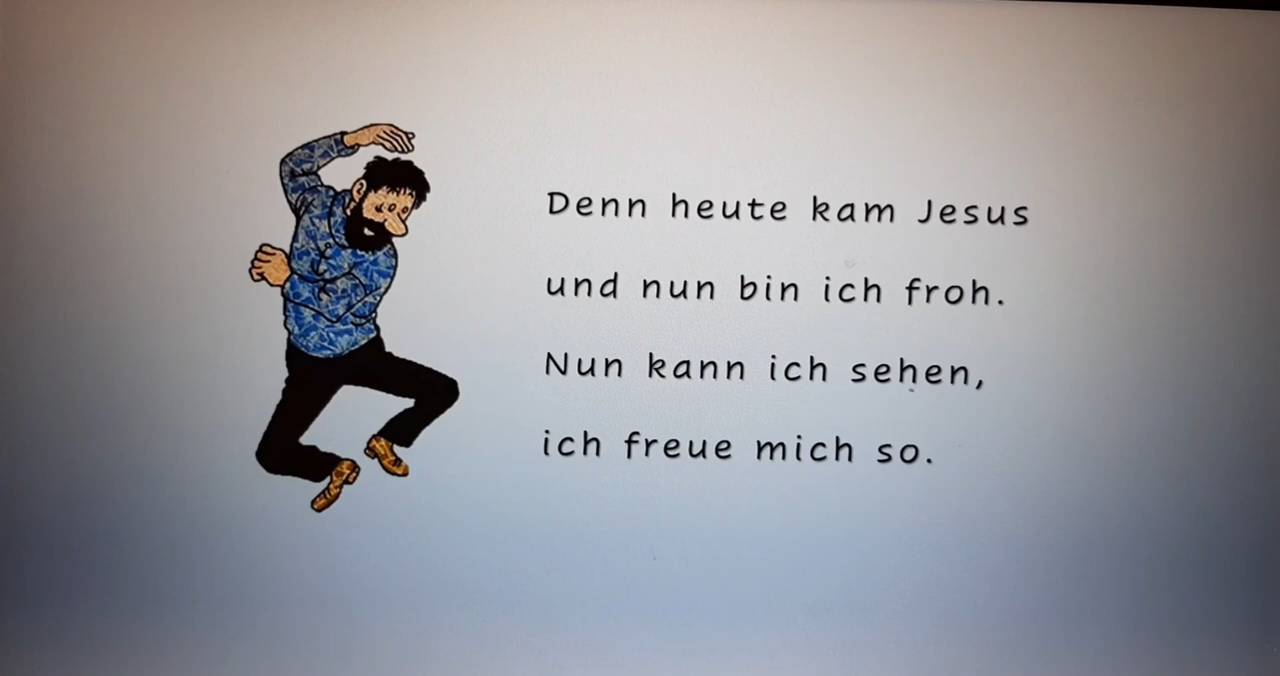 Denn heute kam Jesus
und nun bin ich froh.
Nun kann ich sehen,
ich freue mich so.